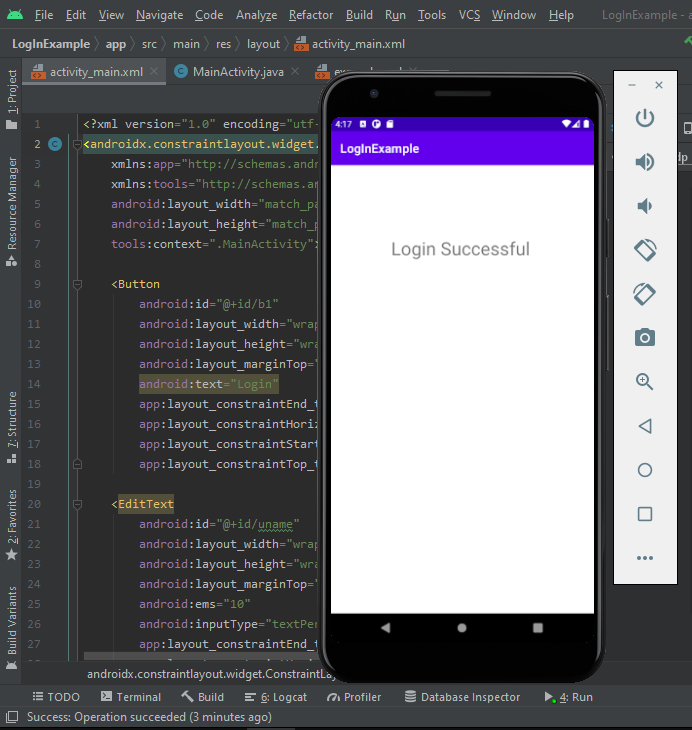 File Edit View Navigate Code Analyze Refactor Build Run Tools VCS Window Help LogInExample - a
LogInExample app src main res layout activity_main.xml
activity_main.xml MainActivity.java
1 <?xml version="1.0" encoding="utf-
2 <androidx.constraintlayout.widget.
3 xmlns:app="http://schemas.andr
4 xmlns:tools="http://schemas.an
5 android:layout_width="match_pa
6 android:layout_height="match_p
7 tools:context=".MainActivity">
8
9 <Button
10 android:id="@+id/b1"
11 android:layout_width="wrap
12 android:layout_height="wra
13 android:layout_marginTop="
14 android:text="Login"
15 app:layout_constraintEnd_t
16 app:layout_constraintHoriz
17 app:layout_constraintStart
18 app:layout_constraintTop_t
19
20 <EditText
21 android:id="@+id/uname"
22 android:layout_width="wrap
23 android:layout_height="wra
24 android:layout_marginTop="
25 android:ems="10"
26 android:inputType="textPer
27 app:layout_constraintEnd_t
androidx.constraintlayout.widget.ConstraintLay
1: Project
Resource Manager
7: Structure
2: Favorites
Build Variants
4:17
LogInExample
Login Successful
TODO Terminal Build 6: Logcat Profiler Database Inspector 4: Run
Success: Operation succeeded (3 minutes ago)